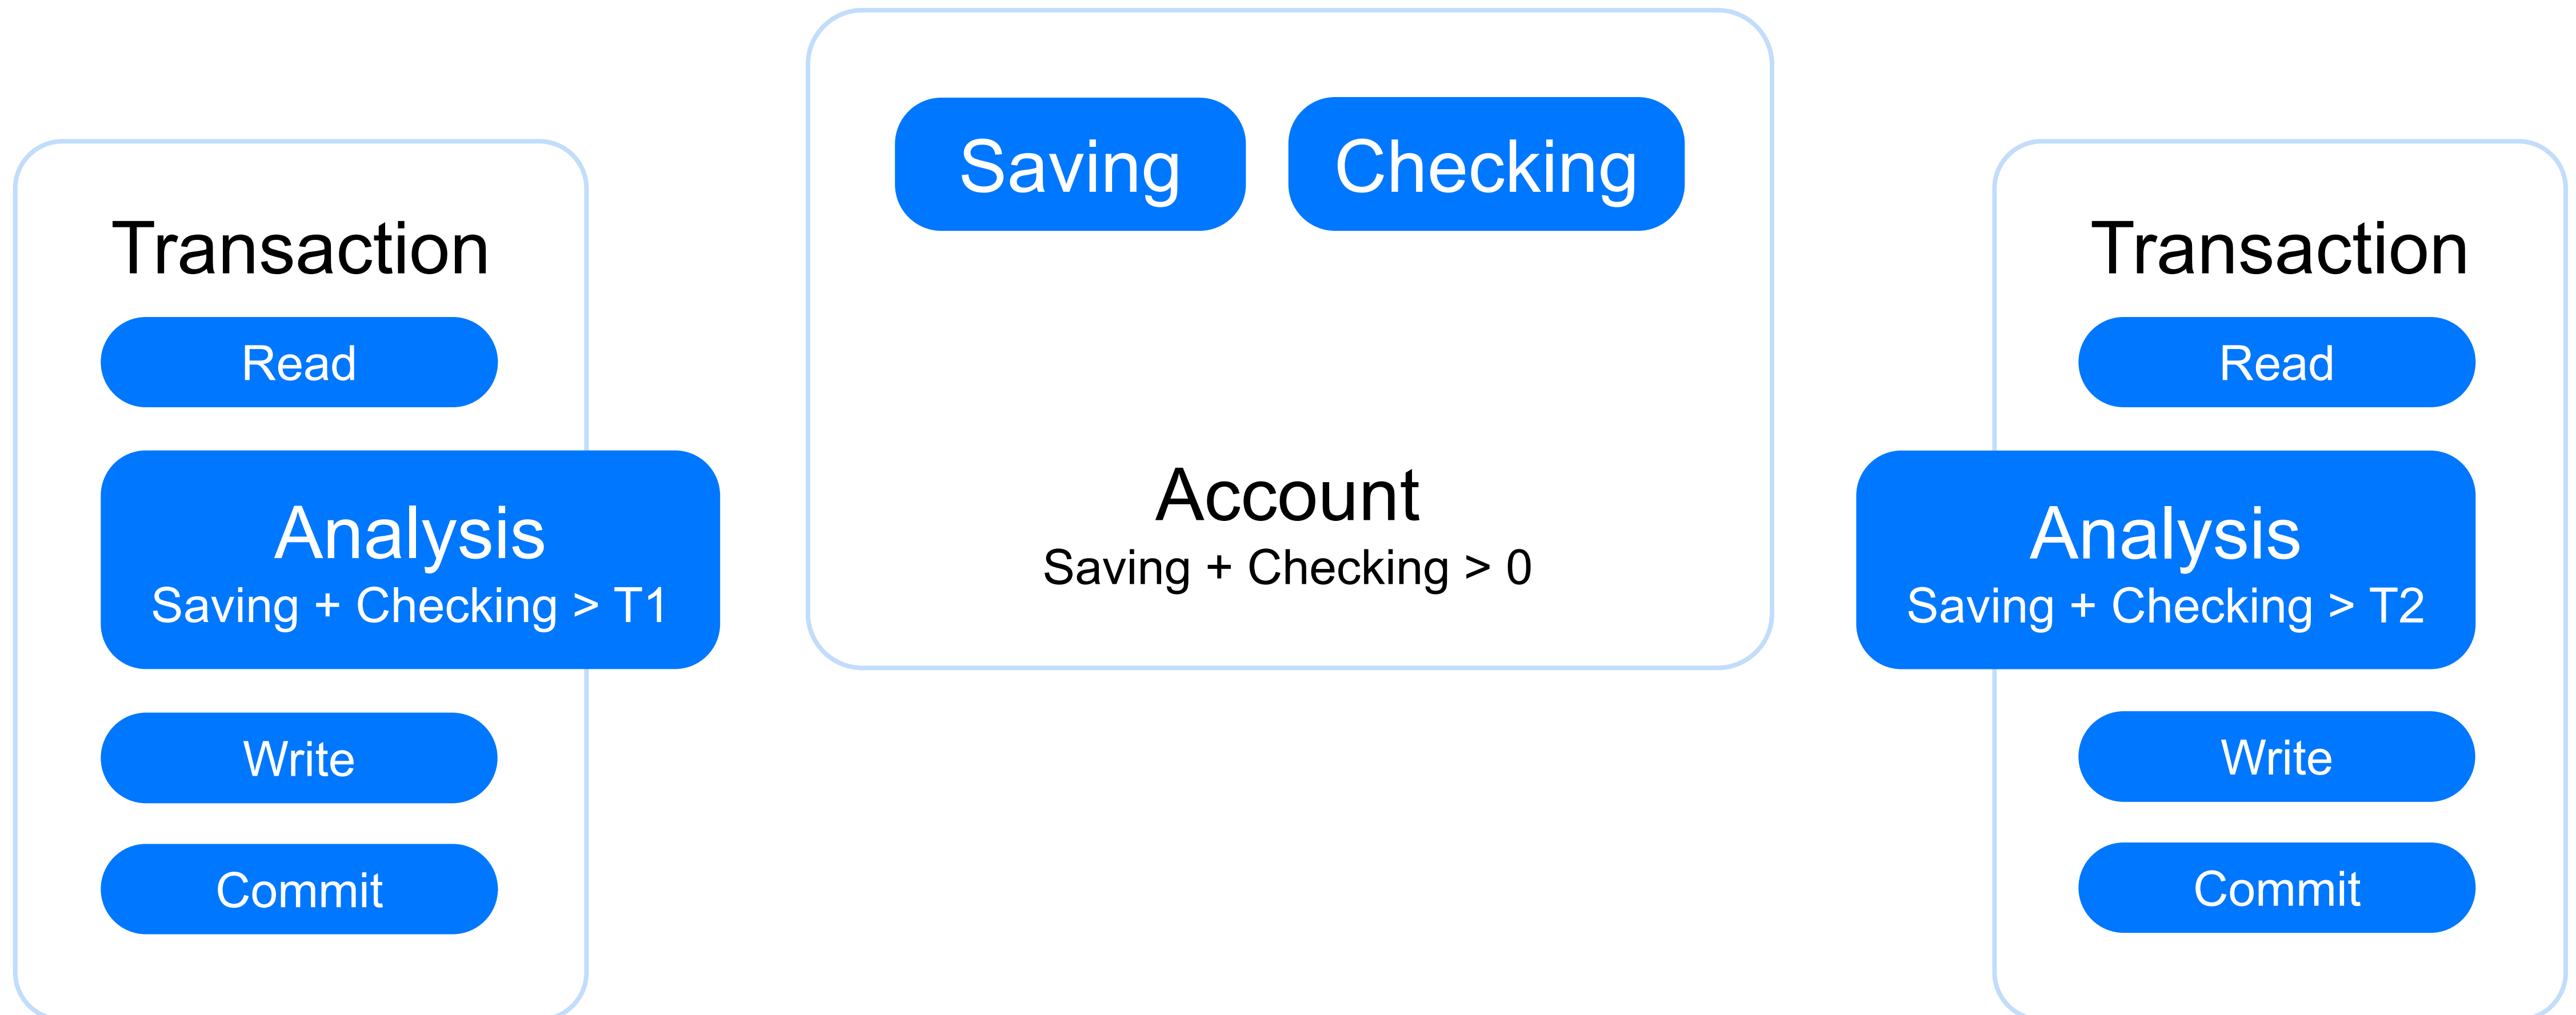 Transaction
Read
Analysis
Saving + Checking > T1
Write
Commit
Saving
Checking
Account
Saving + Checking > 0
Transaction
Read
Analysis
Saving + Checking > T2
Write
Commit